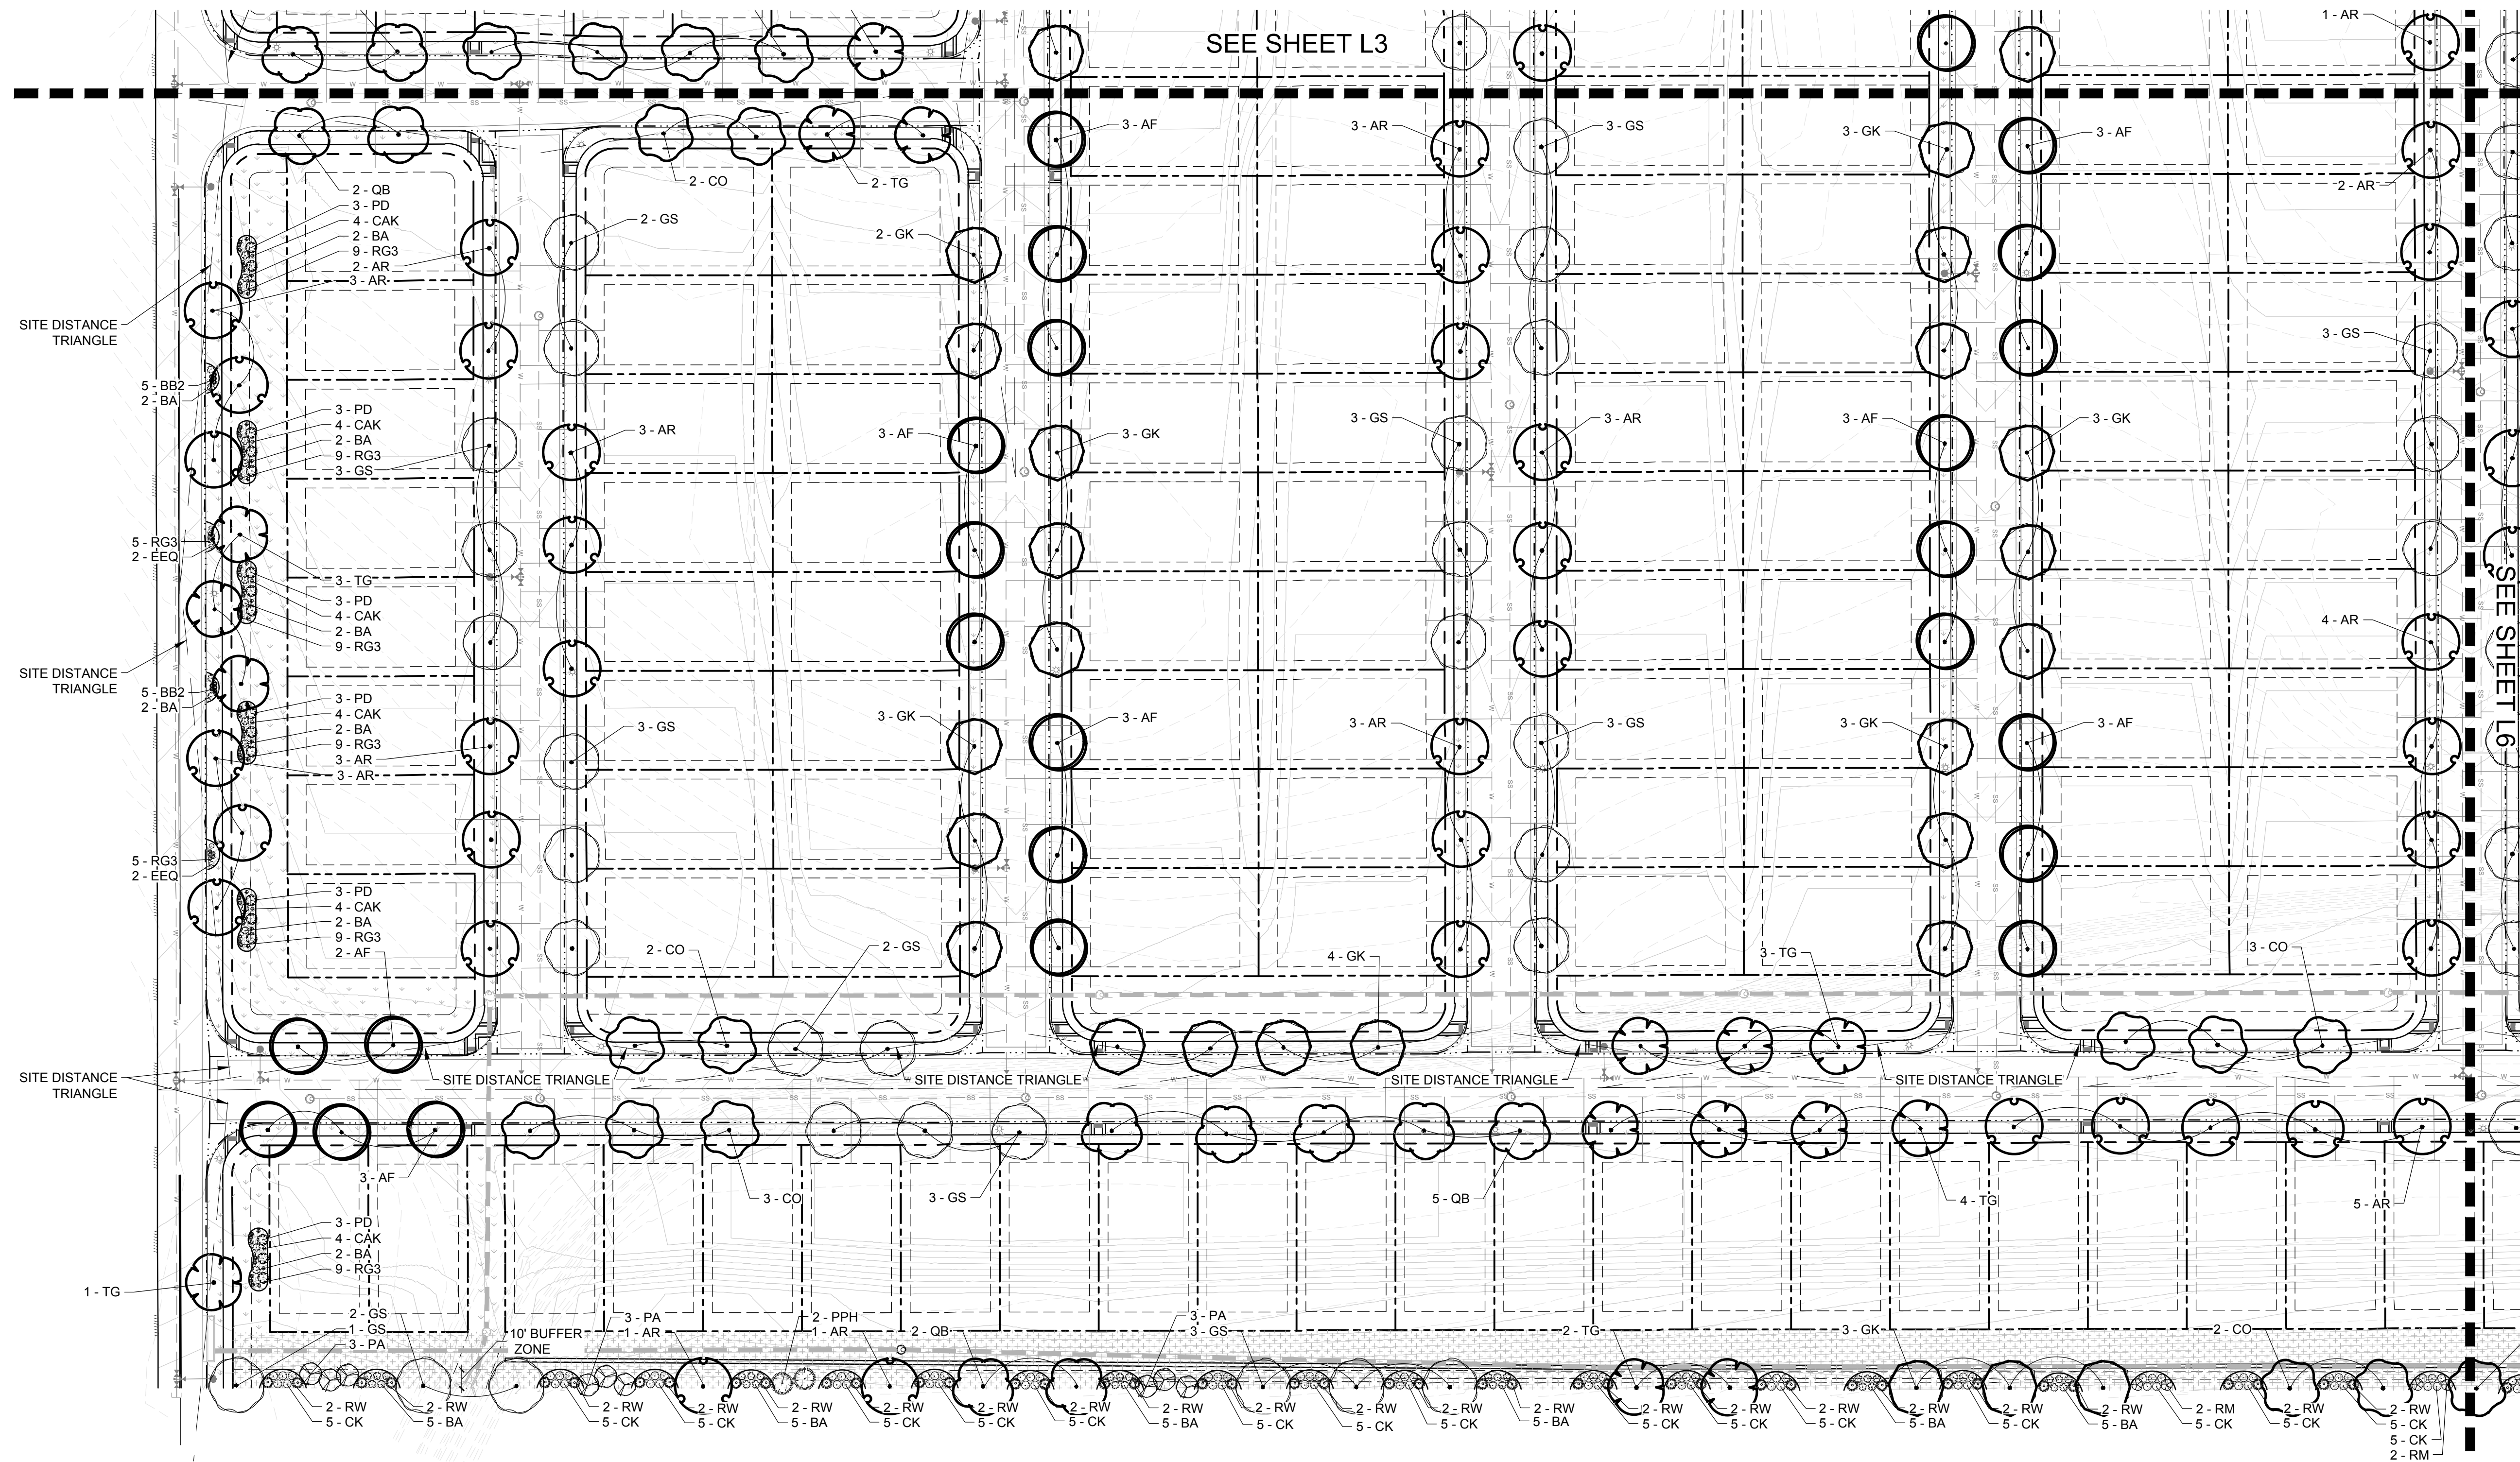 SEE SHEET L3
1 - AR
3 - AF
3 - AR
3 - GS
3 - GK
3 - AF
2 - AR
2 - QB
3 - PD
4 - CAK
2 - BA
9 - RG3
2 - AR
3 - AR
2 - CO
2 - TG
2 - GS
2 - GK
SITE DISTANCE
TRIANGLE
3 - GS
5 - BB2
2 - BA
3 - PD
4 - CAK
2 - BA
9 - RG3
3 - GS
3 - AR
3 - AF
3 - GK
3 - GS
3 - AR
3 - AF
3 - GK
5 - RG3
2 - EEQ
3 - TG
3 - PD
4 - CAK
2 - BA
9 - RG3
4 - AR
SEE SHEET L6
SITE DISTANCE
TRIANGLE
5 - BB2
2 - BA
3 - PD
4 - CAK
2 - BA
9 - RG3
3 - AR
3 - AR
3 - GS
3 - GK
3 - AF
3 - AR
3 - GS
3 - GK
3 - AF
5 - RG3
2 - EEQ
3 - PD
4 - CAK
2 - BA
9 - RG3
2 - AF
2 - CO
2 - GS
4 - GK
3 - TG
3 - CO
SITE DISTANCE
TRIANGLE
SITE DISTANCE TRIANGLE
SITE DISTANCE TRIANGLE
SITE DISTANCE TRIANGLE
SITE DISTANCE TRIANGLE
3 - AF
3 - CO
3 - GS
5 - QB
4 - TG
5 - AR
3 - PD
4 - CAK
2 - BA
9 - RG3
1 - TG
2 - GS
1 - GS
3 - PA
10' BUFFER
ZONE
3 - PA
1 - AR
2 - PPH
1 - AR
2 - QB
3 - PA
3 - GS
2 - TG
3 - GK
2 - CO
2 - RW
5 - CK
2 - RW
5 - BA
2 - RW
5 - CK
2 - RW
5 - CK
2 - RW
5 - BA
2 - RW
5 - CK
2 - RW
5 - CK
2 - RW
5 - CK
2 - RW
5 - BA
2 - RW
5 - CK
2 - RW
5 - CK
2 - RW
5 - CK
2 - RW
5 - BA
2 - RW
5 - CK
2 - RW
5 - CK
2 - RW
5 - CK
2 - RW
5 - BA
2 - RW
5 - CK
2 - RW
5 - BA
2 - RM
5 - CK
2 - RW
5 - CK
2 - RW
5 - CK
5 - CK
2 - RM